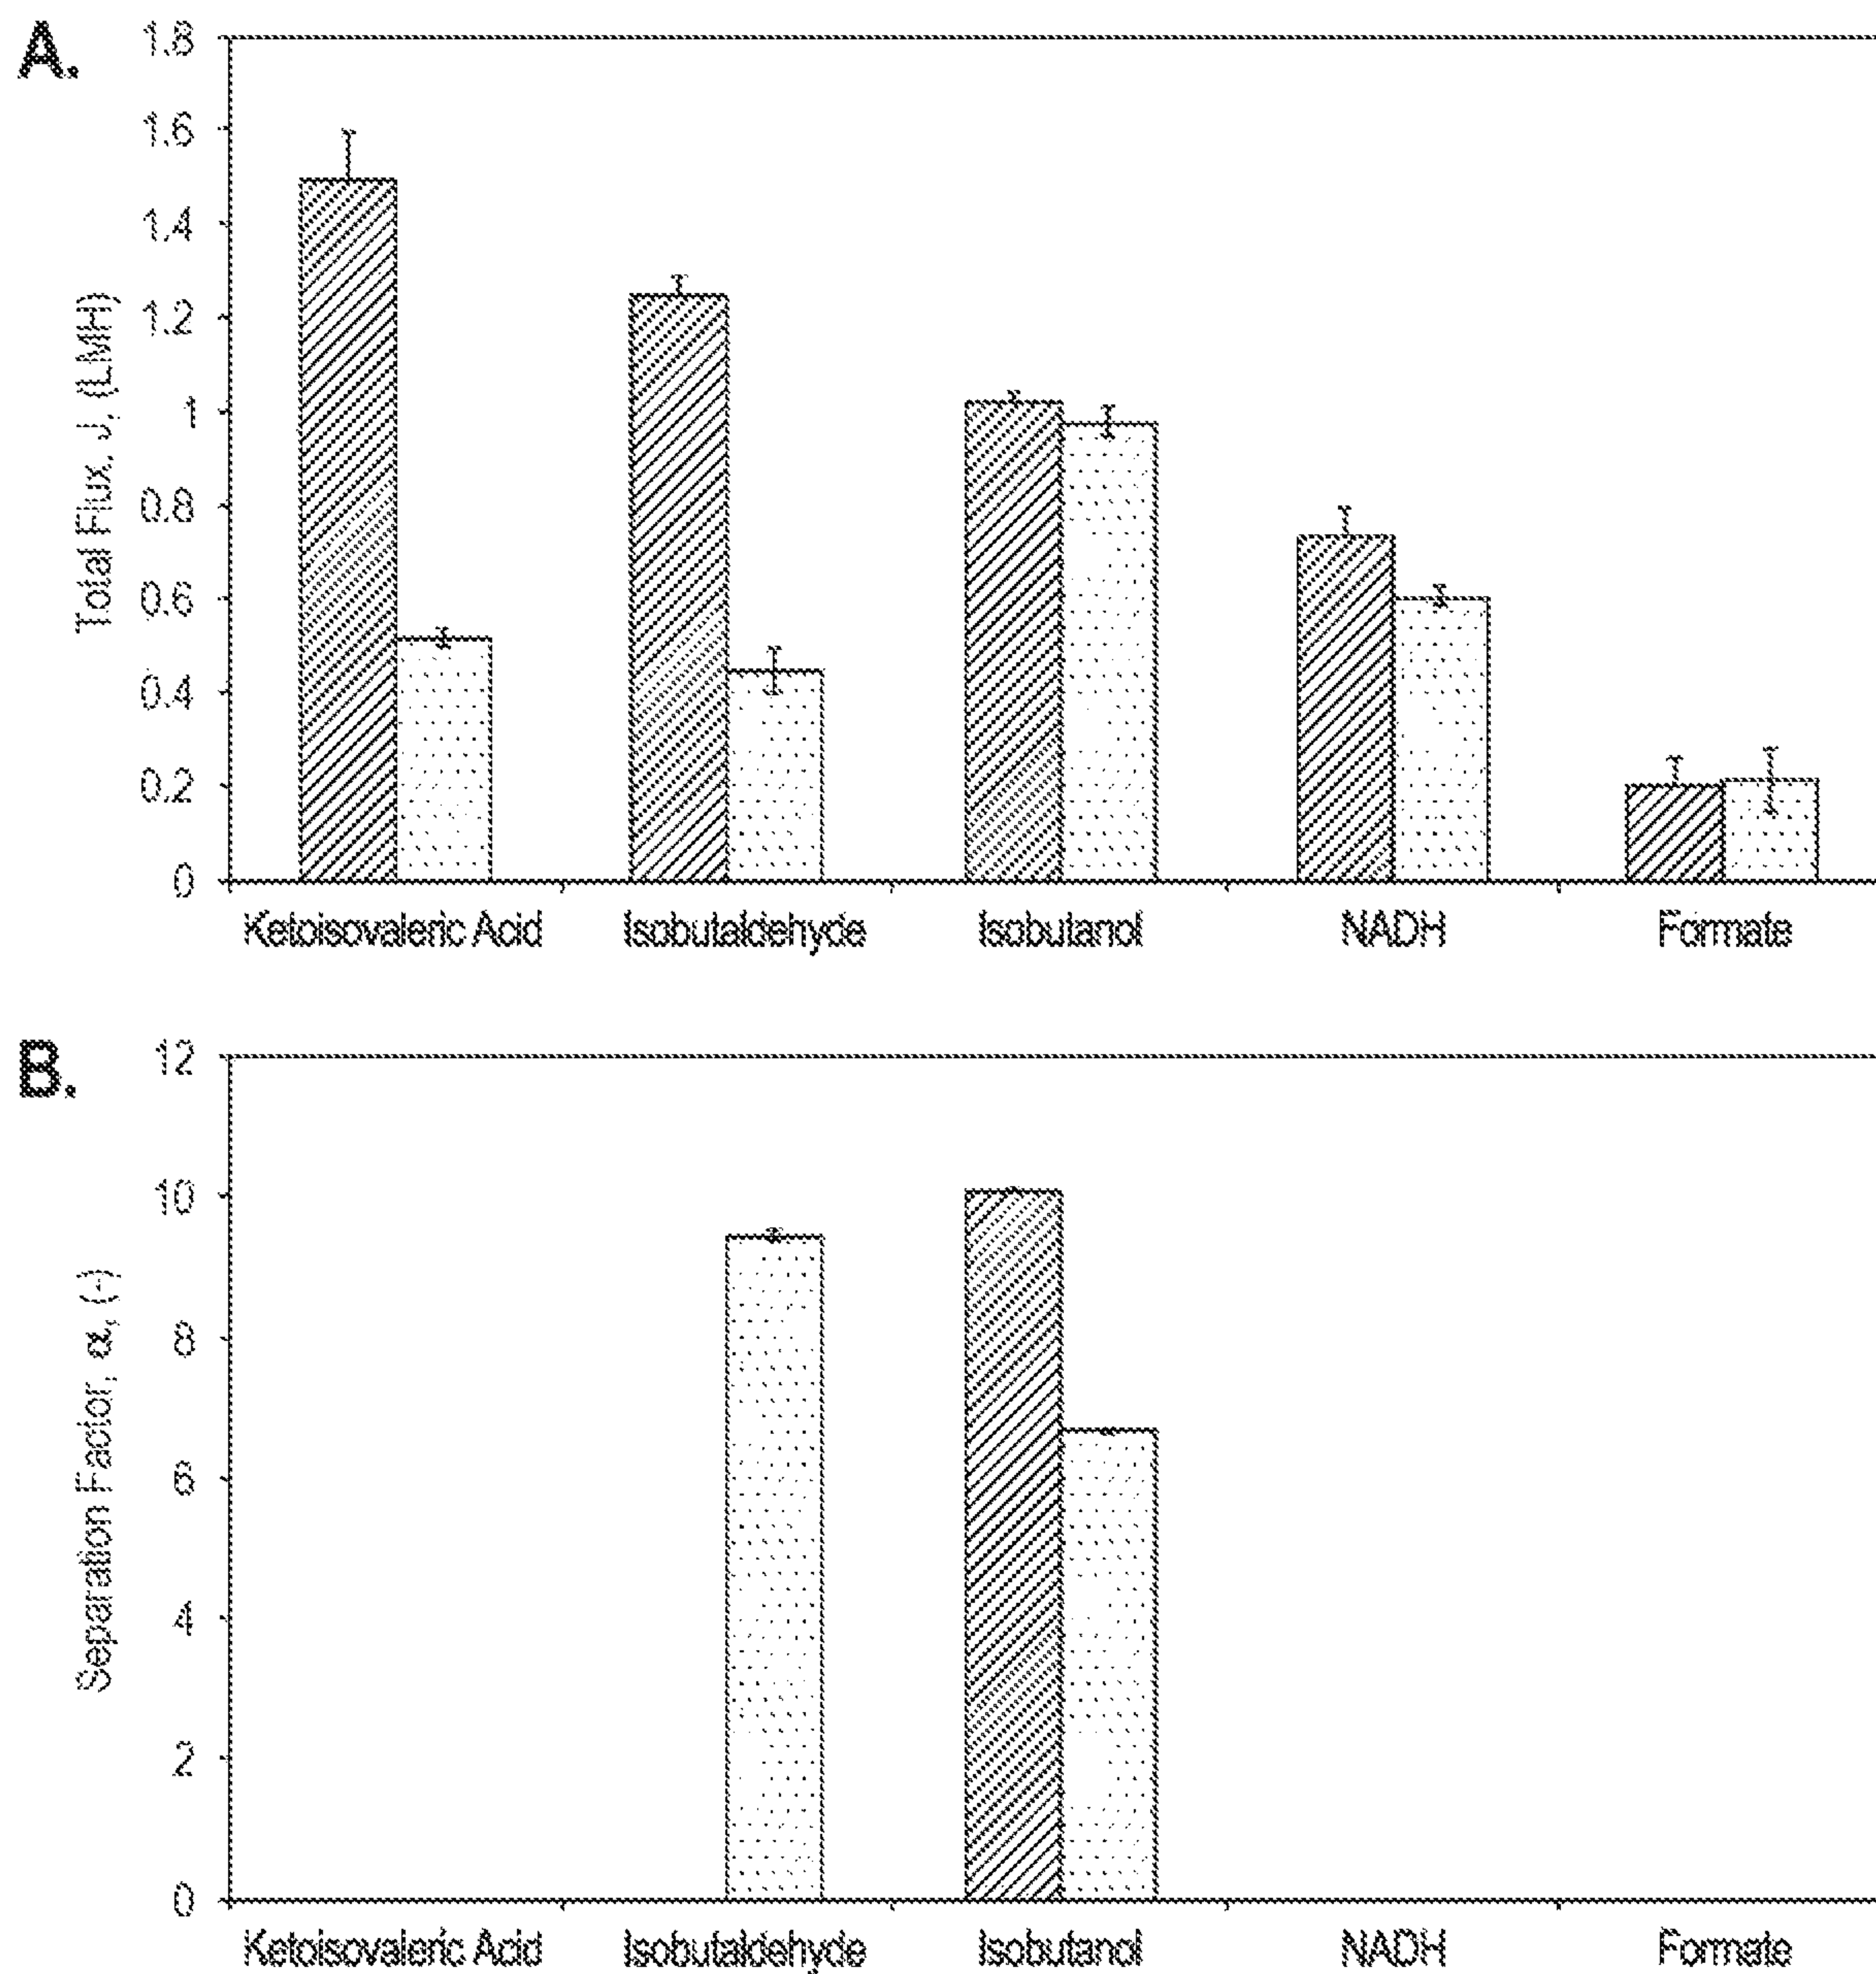 A.
1.8
1.6
1.4
1.2
1
0.8
0.6
0.4
0.2
0
Total Flux, J, (LMH)
Ketoisovaleric Acid Isobutaldehyde Isobutanol NADH Formate
B.
12
10
8
6
4
2
0
Separation Factor, α, (-)
Ketoisovaleric Acid Isobutaldehyde Isobutanol NADH Formate